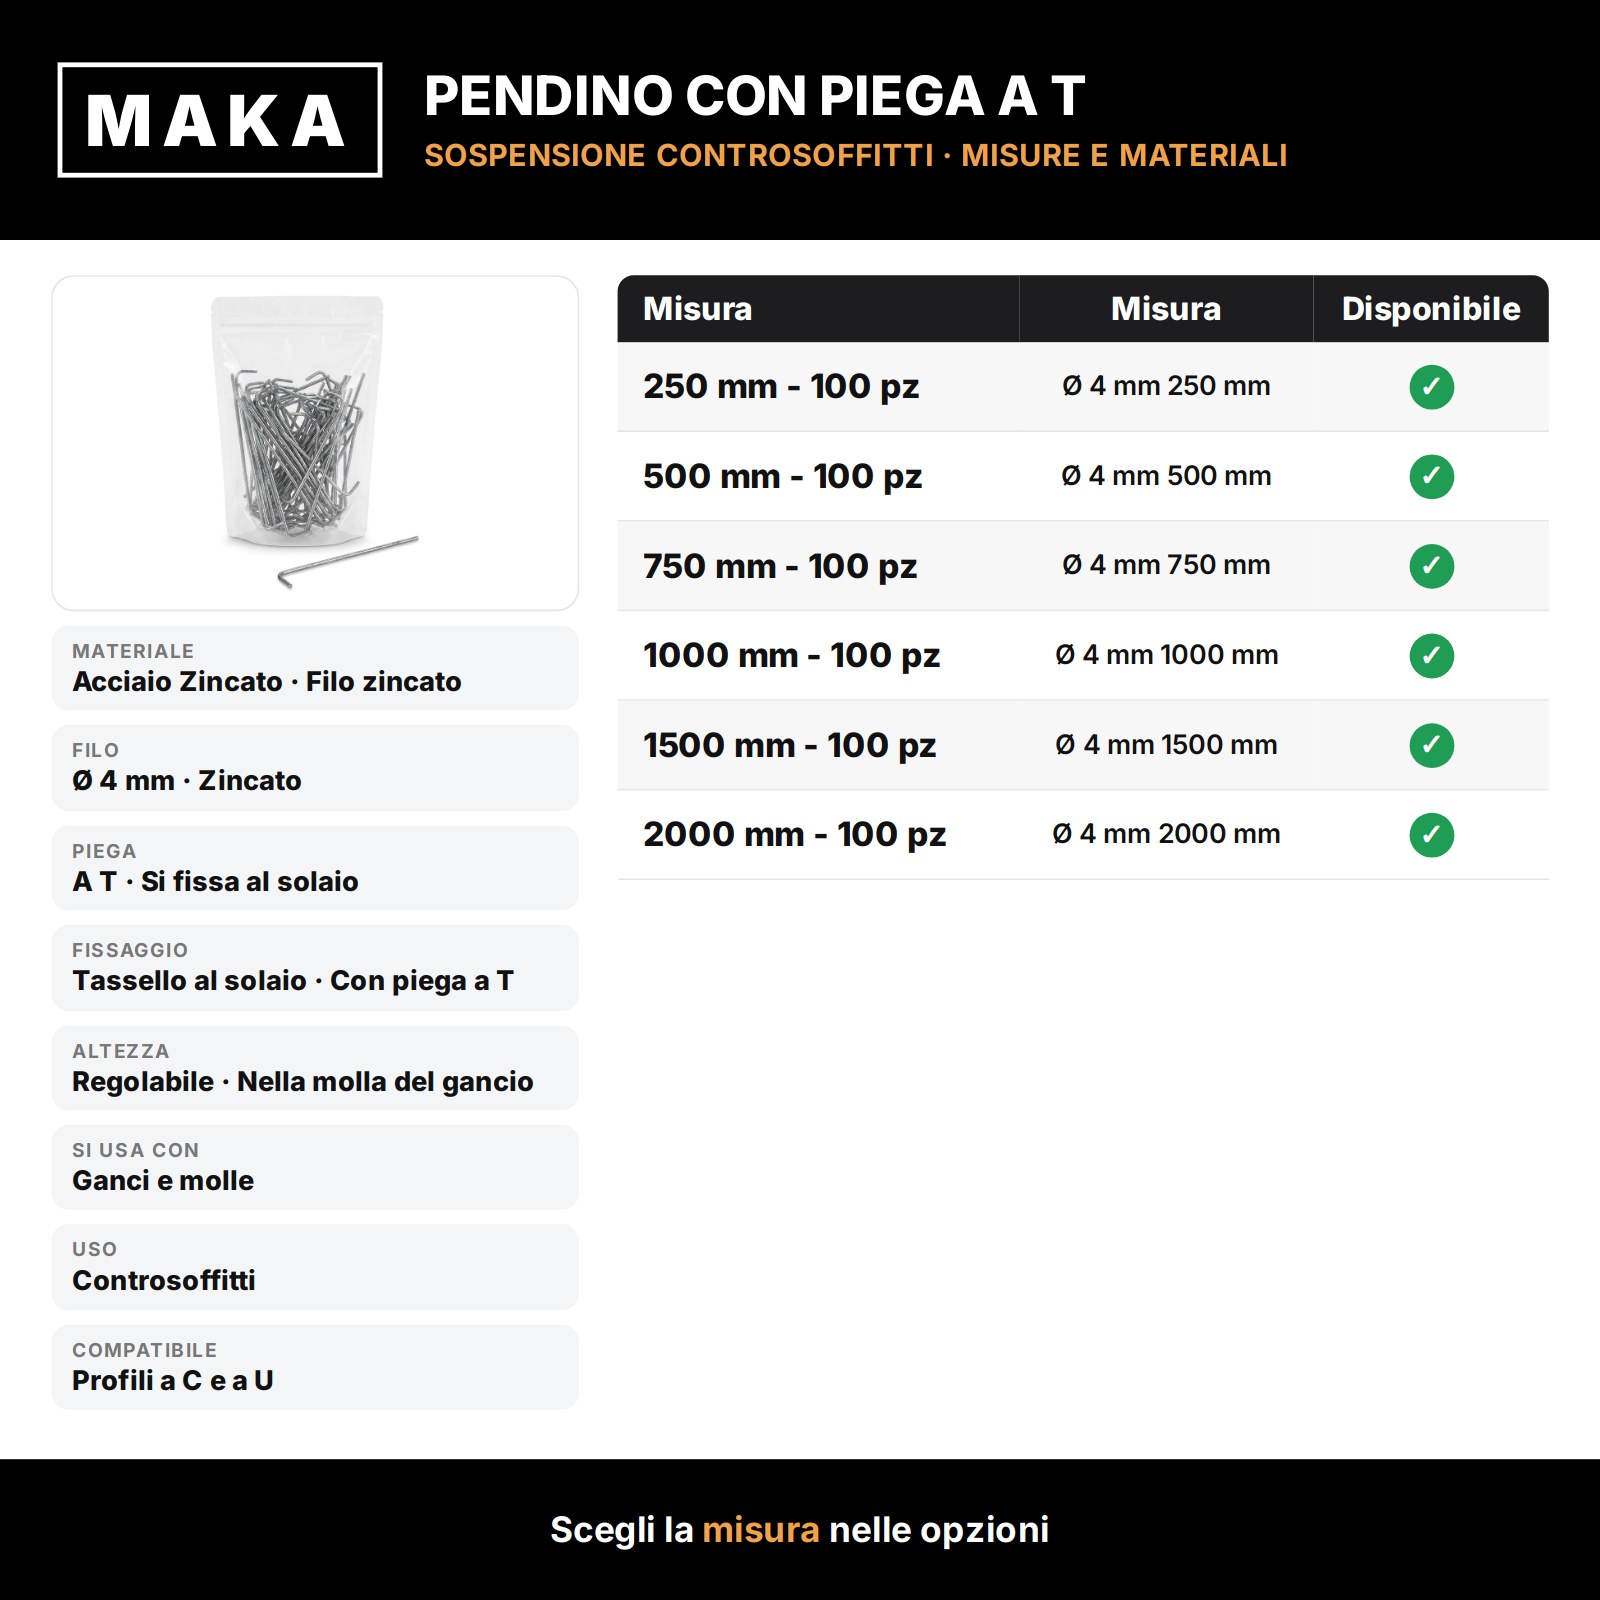 MAKA
PENDINO CON PIEGA A T
SOSPENSIONE CONTROSOFFITTI · MISURE E MATERIALI
MATERIALE
Acciaio Zincato · Filo zincato
FILO
Ø 4 mm · Zincato
PIEGA
A T · Si fissa al solaio
FISSAGGIO
Tassello al solaio · Con piega a T
ALTEZZA
Regolabile · Nella molla del gancio
SI USA CON
Ganci e molle
USO
Controsoffitti
COMPATIBILE
Profili a C e a U
Misura Misura Disponibile
250 mm - 100 pz Ø 4 mm 250 mm ✓
500 mm - 100 pz Ø 4 mm 500 mm ✓
750 mm - 100 pz Ø 4 mm 750 mm ✓
1000 mm - 100 pz Ø 4 mm 1000 mm ✓
1500 mm - 100 pz Ø 4 mm 1500 mm ✓
2000 mm - 100 pz Ø 4 mm 2000 mm ✓
Scegli la misura nelle opzioni